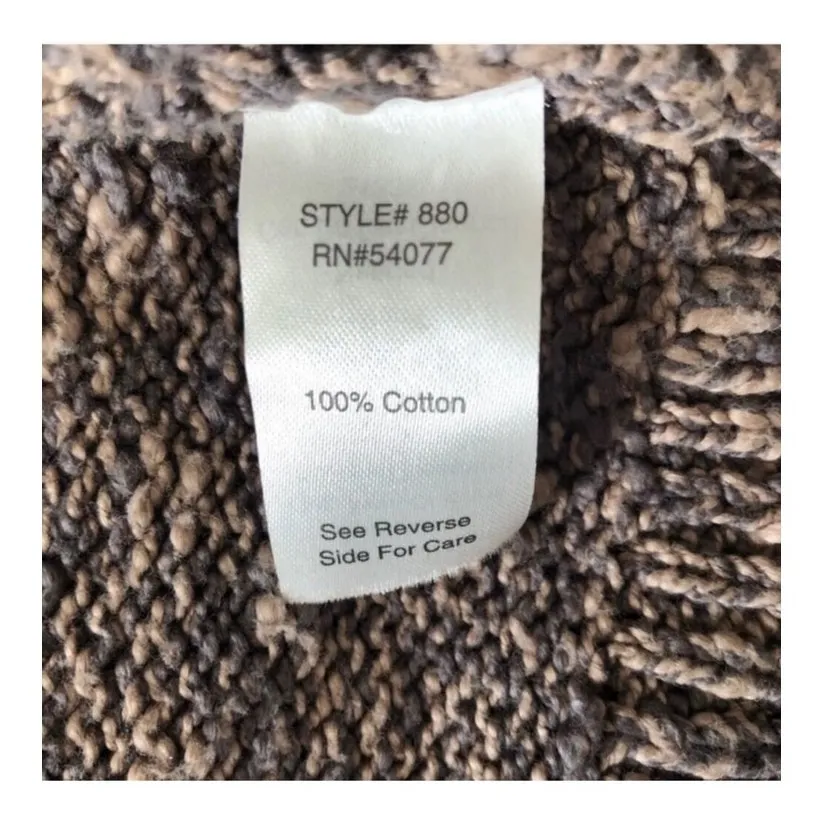 STYLE# 880
RN#54077
100% Cotton
See Reverse
Side For Care